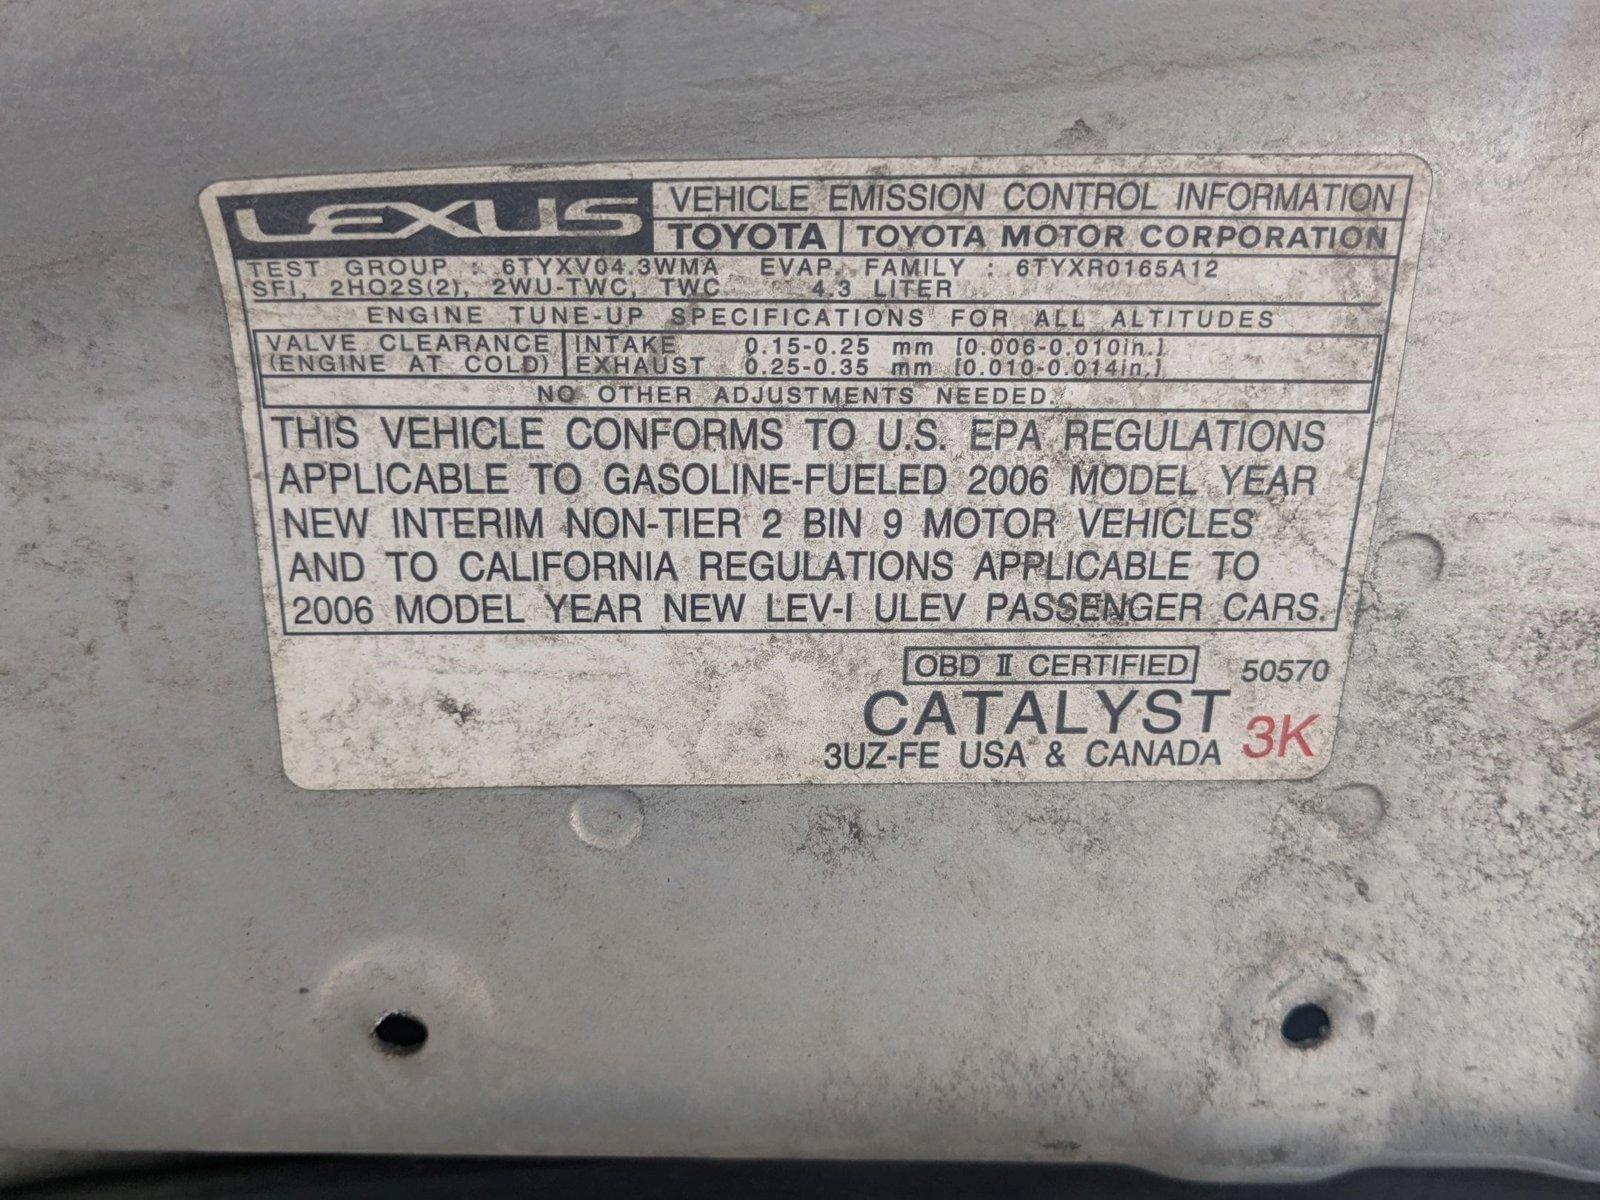 LEXUS VEHICLE EMISSION CONTROL INFORMATION
TOYOTA TOYOTA MOTOR CORPORATION
TEST GROUP : 6TYXV04.3WMA EVAP. FAMILY : 6TYXR0165A12
SFI, 2HO2S(2), 2WU-TWC, TWC 4.3 LITER
ENGINE TUNE-UP SPECIFICATIONS FOR ALL ALTITUDES
VALVE CLEARANCE INTAKE 0.15-0.25 mm [0.006-0.010in.]
(ENGINE AT COLD) EXHAUST 0.25-0.35 mm [0.010-0.014in.]
NO OTHER ADJUSTMENTS NEEDED.
THIS VEHICLE CONFORMS TO U.S. EPA REGULATIONS
APPLICABLE TO GASOLINE-FUELED 2006 MODEL YEAR
NEW INTERIM NON-TIER 2 BIN 9 MOTOR VEHICLES
AND TO CALIFORNIA REGULATIONS APPLICABLE TO
2006 MODEL YEAR NEW LEV-I ULEV PASSENGER CARS.
OBD II CERTIFIED 50570
CATALYST
3UZ-FE USA & CANADA 3K